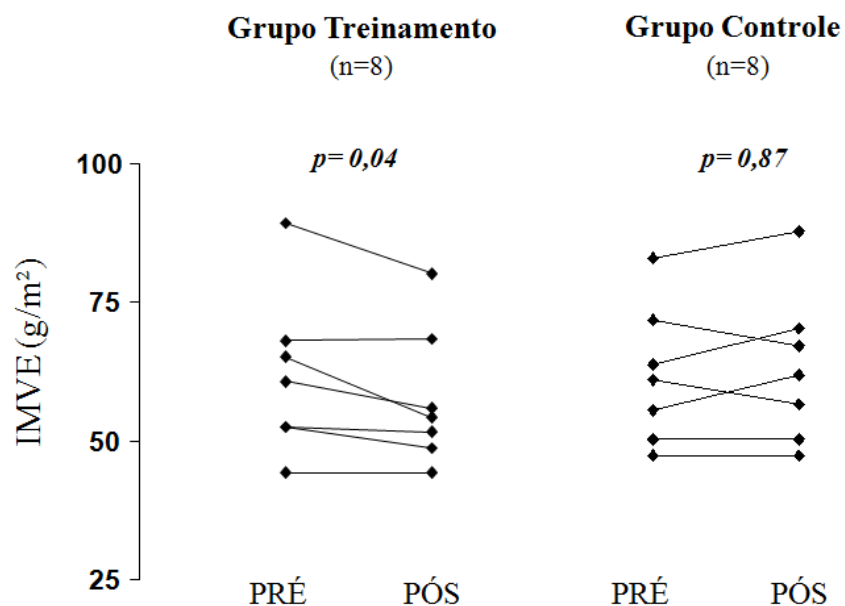 Grupo Treinamento
(n=8)
Grupo Controle
(n=8)
p= 0,04
p= 0,87
IMVE (g/m²)
100
75
50
25
PRÉ
PÓS
PRÉ
PÓS